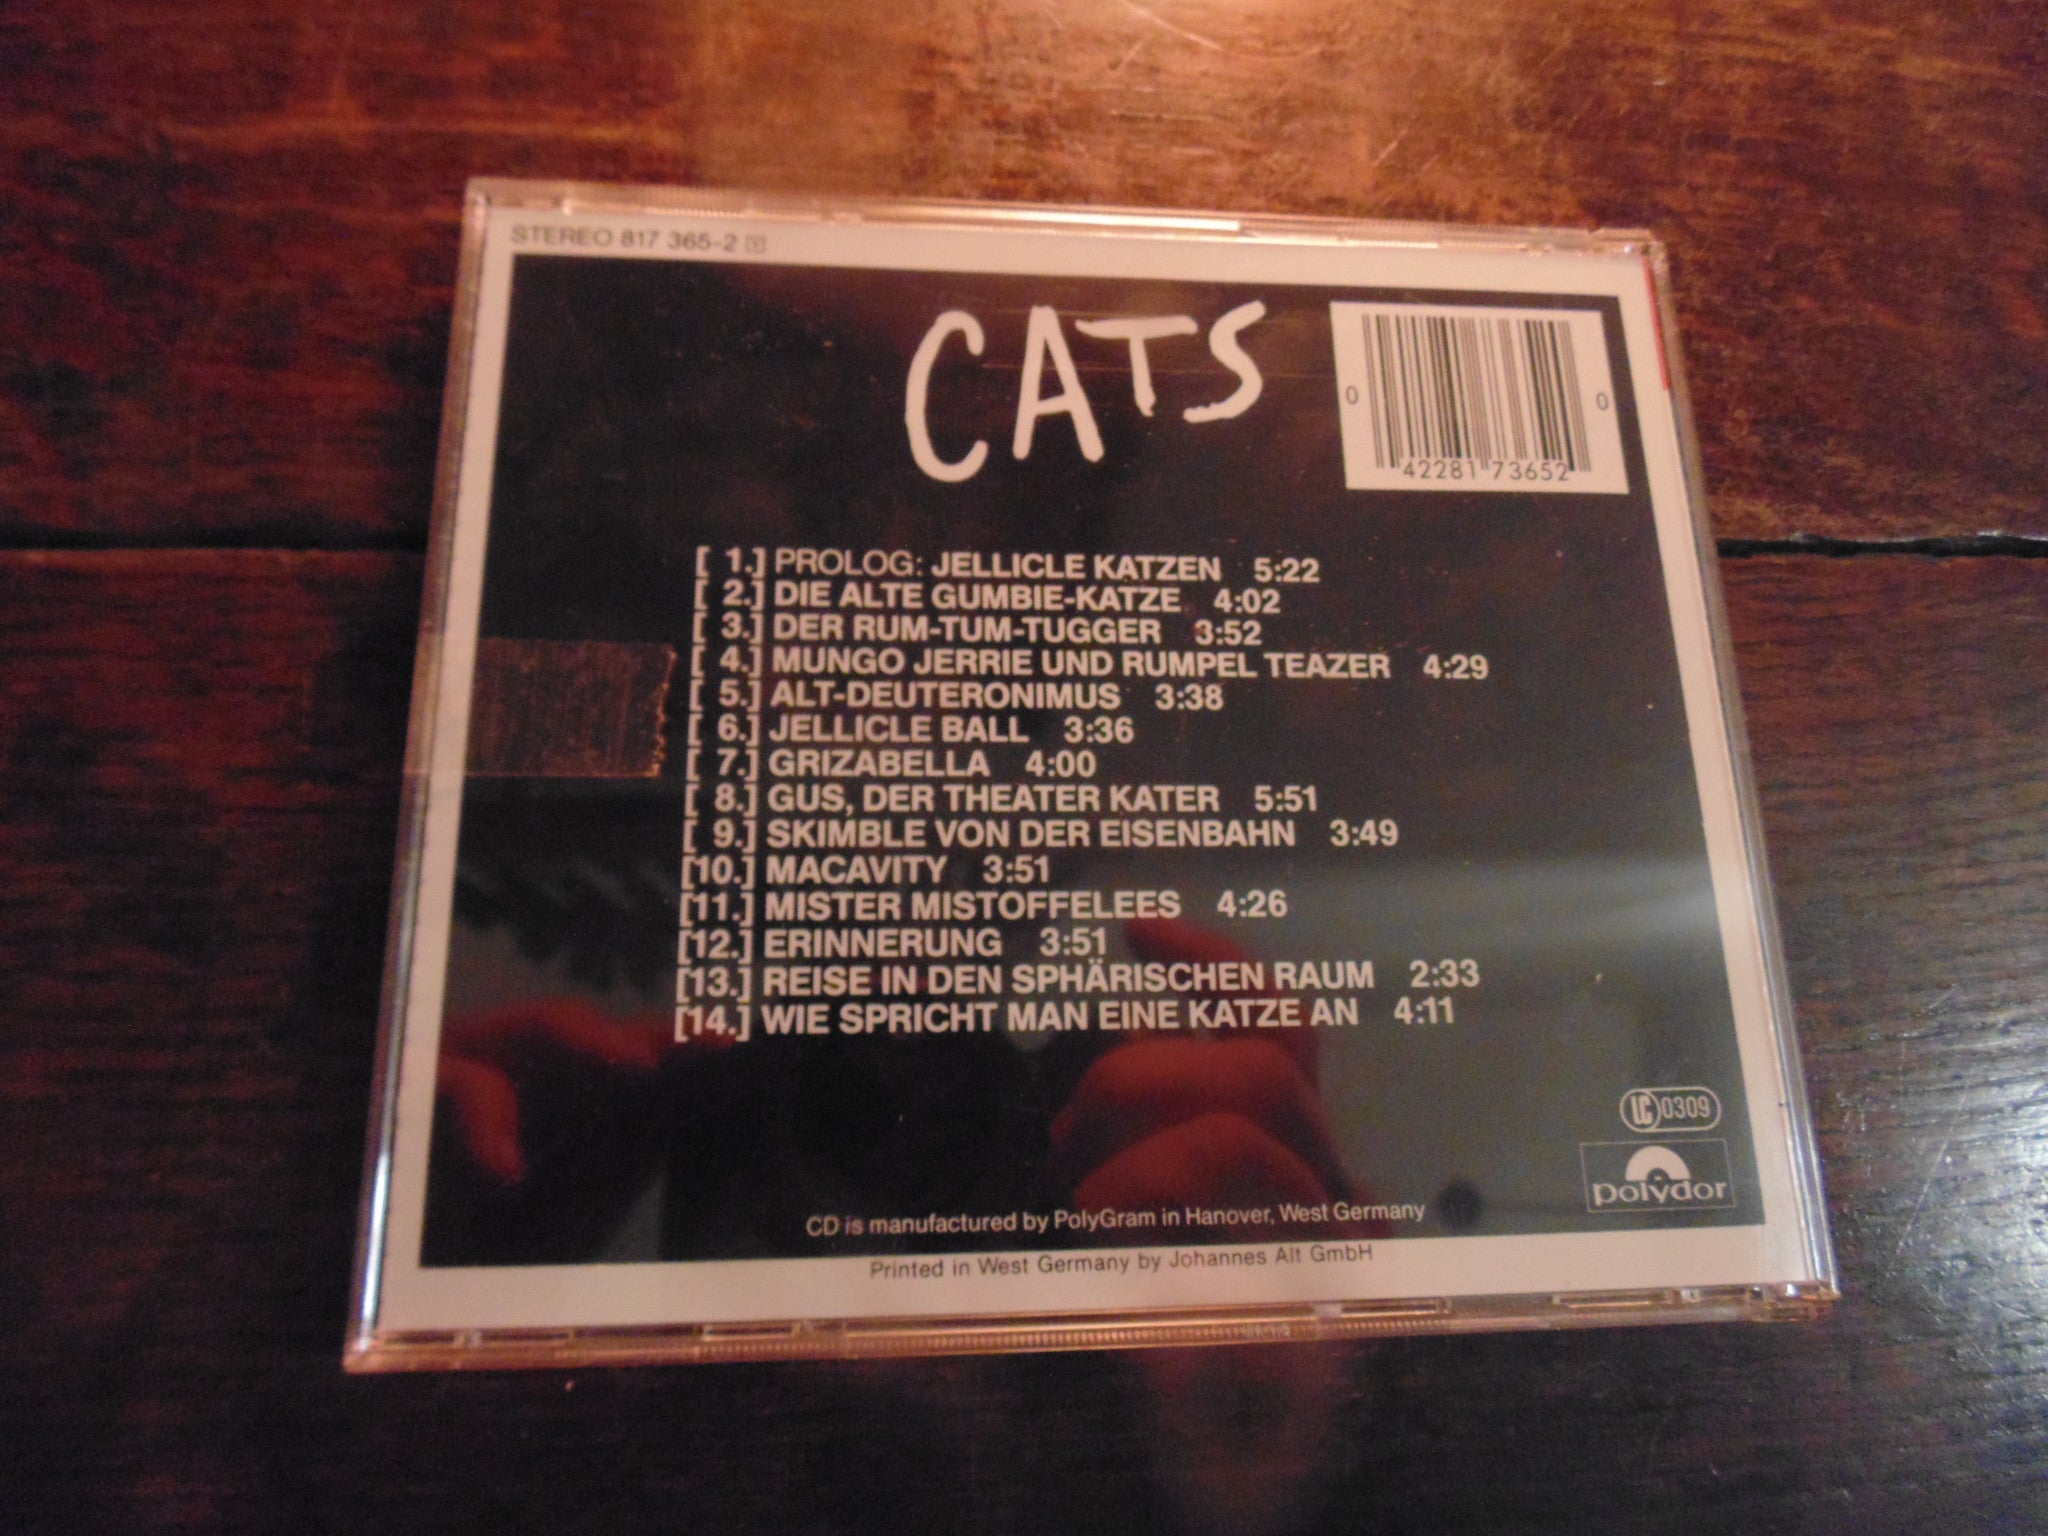 STEREO 817 365-2
CATS
0 42281 73652 0
[ 1.] PROLOG: JELLICLE KATZEN 5:22
[ 2.] DIE ALTE GUMBIE-KATZE 4:02
[ 3.] DER RUM-TUM-TUGGER 3:52
[ 4.] MUNGO JERRIE UND RUMPEL TEAZER 4:29
[ 5.] ALT-DEUTERONIMUS 3:38
[ 6.] JELLICLE BALL 3:36
[ 7.] GRIZABELLA 4:00
[ 8.] GUS, DER THEATER KATER 5:51
[ 9.] SKIMBLE VON DER EISENBAHN 3:49
[10.] MACAVITY 3:51
[11.] MISTER MISTOFFELEES 4:26
[12.] ERINNERUNG 3:51
[13.] REISE IN DEN SPHÄRISCHEN RAUM 2:33
[14.] WIE SPRICHT MAN EINE KATZE AN 4:11
LC 0309
polydor
CD is manufactured by PolyGram in Hanover, West Germany
Printed in West Germany by Johannes Alt GmbH